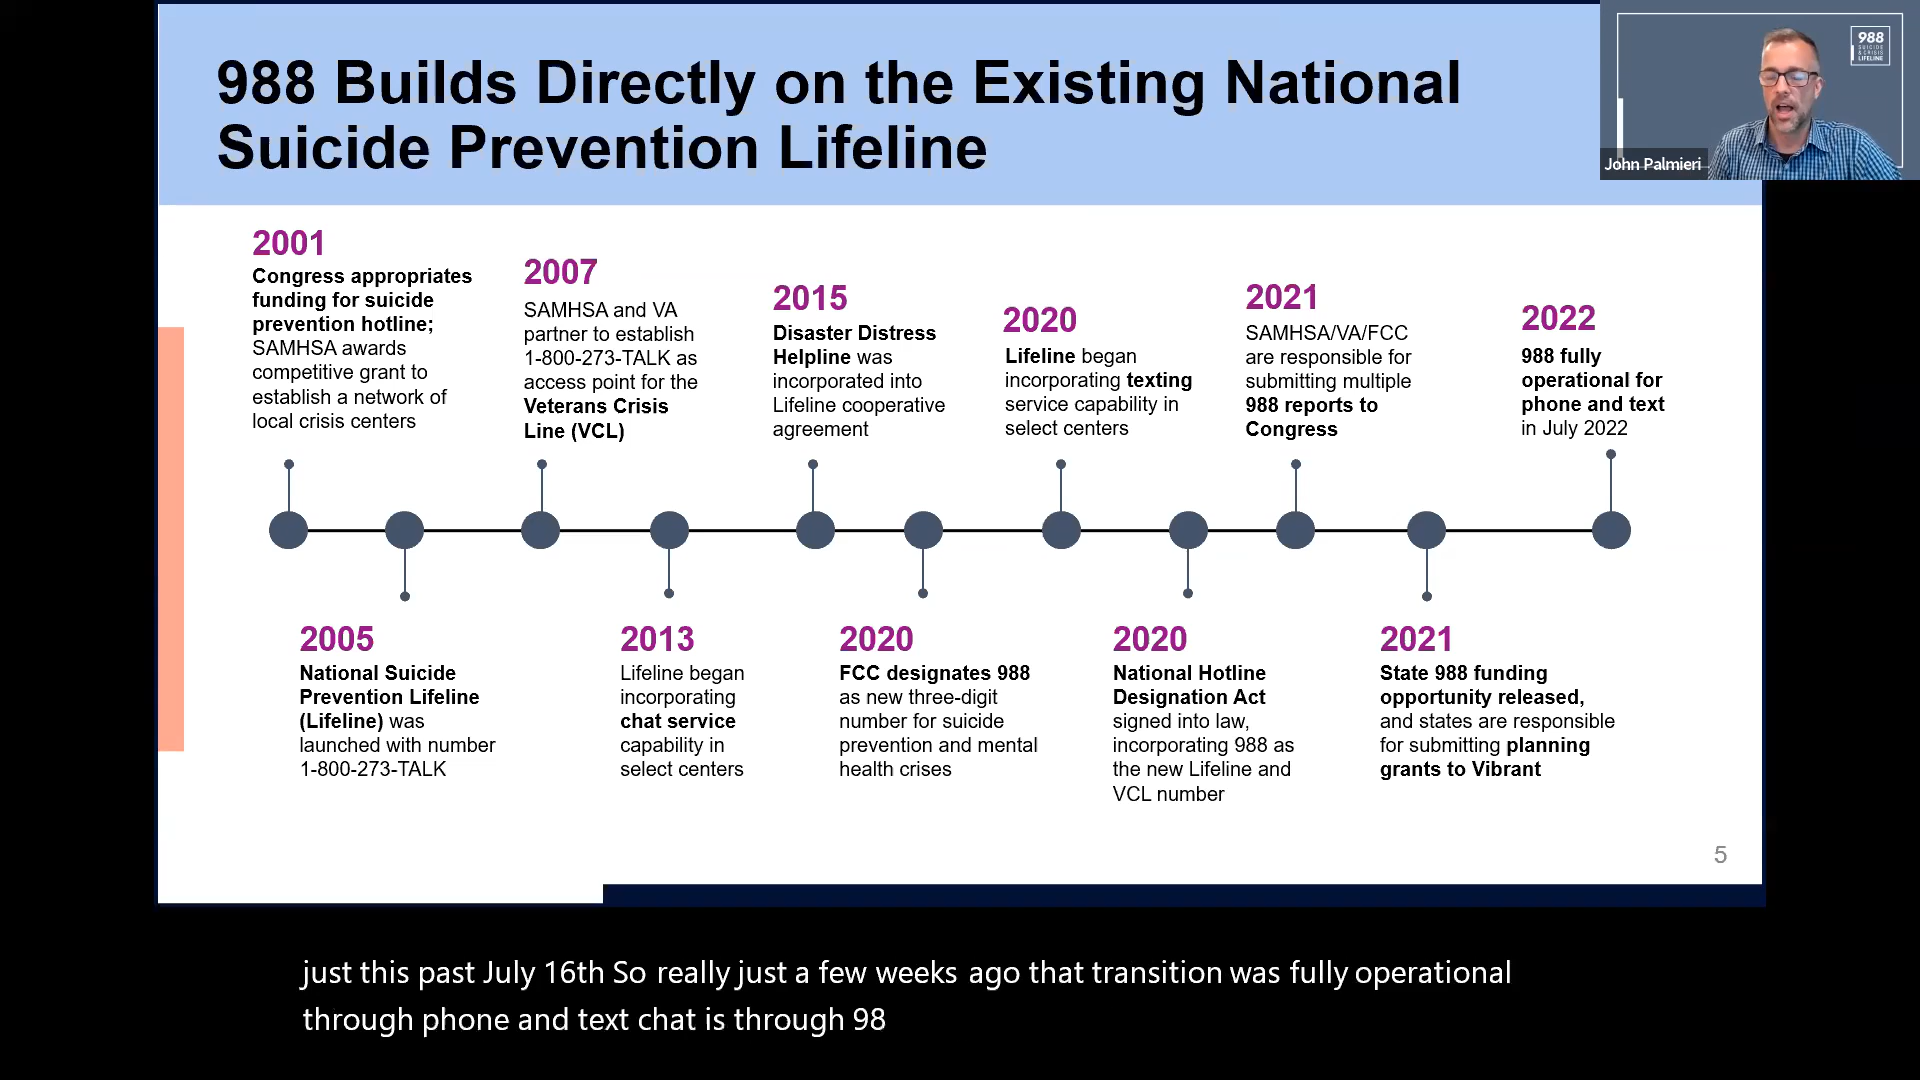 988 Builds Directly on the Existing National
Suicide Prevention Lifeline
988
SUICIDE
& CRISIS
LIFELINE
John Palmieri
2001
Congress appropriates
funding for suicide
prevention hotline;
SAMHSA awards
competitive grant to
establish a network of
local crisis centers
2007
SAMHSA and VA
partner to establish
1-800-273-TALK as
access point for the
Veterans Crisis
Line (VCL)
2015
Disaster Distress
Helpline was
incorporated into
Lifeline cooperative
agreement
2020
Lifeline began
incorporating texting
service capability in
select centers
2021
SAMHSA/VA/FCC
are responsible for
submitting multiple
988 reports to
Congress
2022
988 fully
operational for
phone and text
in July 2022
2005
National Suicide
Prevention Lifeline
(Lifeline) was
launched with number
1-800-273-TALK
2013
Lifeline began
incorporating
chat service
capability in
select centers
2020
FCC designates 988
as new three-digit
number for suicide
prevention and mental
health crises
2020
National Hotline
Designation Act
signed into law,
incorporating 988 as
the new Lifeline and
VCL number
2021
State 988 funding
opportunity released,
and states are responsible
for submitting planning
grants to Vibrant
5
just this past July 16th So really just a few weeks ago that transition was fully operational
through phone and text chat is through 98